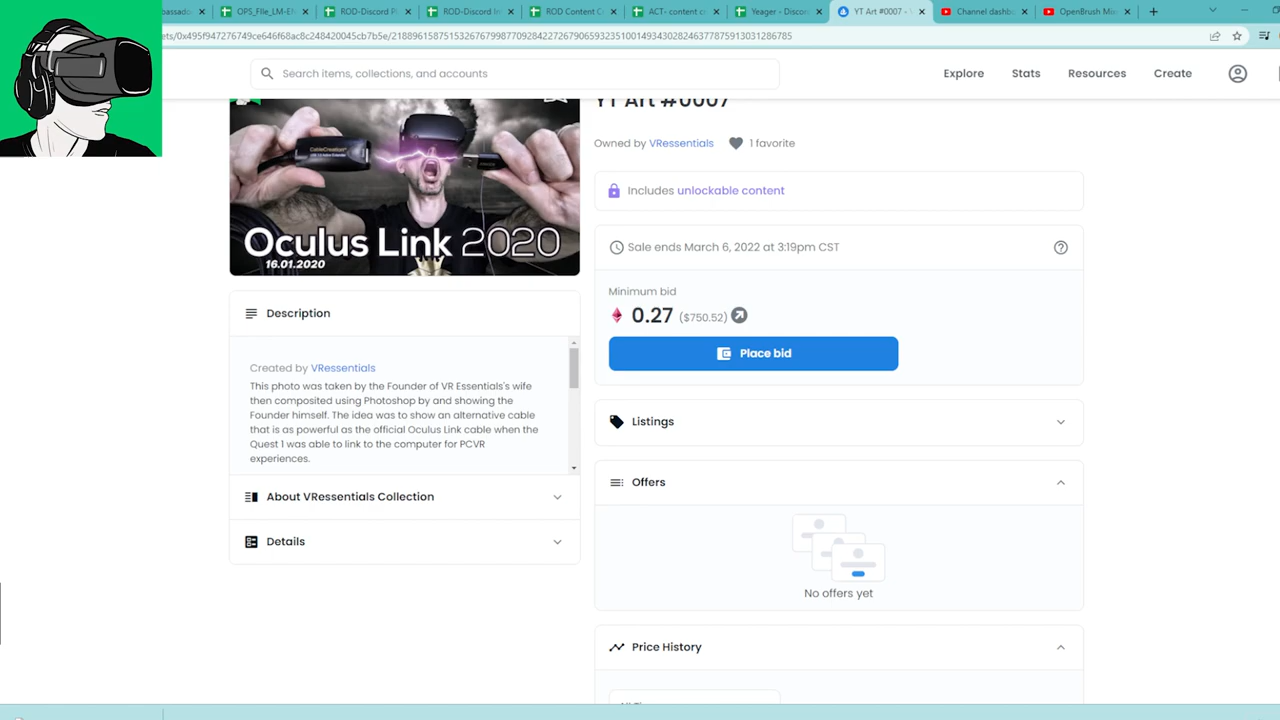 assado
OPS_FIle_LM-Ef
ROD-Discord Pl
ROD-Discord In
ROD Content C
ACT- content c
Yeager - Discor
YT Art #0007 -
Channel dashbo
OpenBrush Mix
ets/0x495f947276749ce646f68ac8c248420045cb7b5e/21889615875153267679987709284227267906593235100149343028246377875913031286785
Search items, collections, and accounts
Explore
Stats
Resources
Create
YT Art #0007
CableCreation
Oculus Link 2020
16.01.2020
Owned by VRessentials
1 favorite
Includes unlockable content
Sale ends March 6, 2022 at 3:19pm CST
Minimum bid
0.27 ($750.52)
Place bid
Description
Created by VRessentials
This photo was taken by the Founder of VR Essentials's wife
then composited using Photoshop by and showing the
Founder himself. The idea was to show an alternative cable
that is as powerful as the official Oculus Link cable when the
Quest 1 was able to link to the computer for PCVR
experiences.
About VRessentials Collection
Details
Listings
Offers
No offers yet
Price History